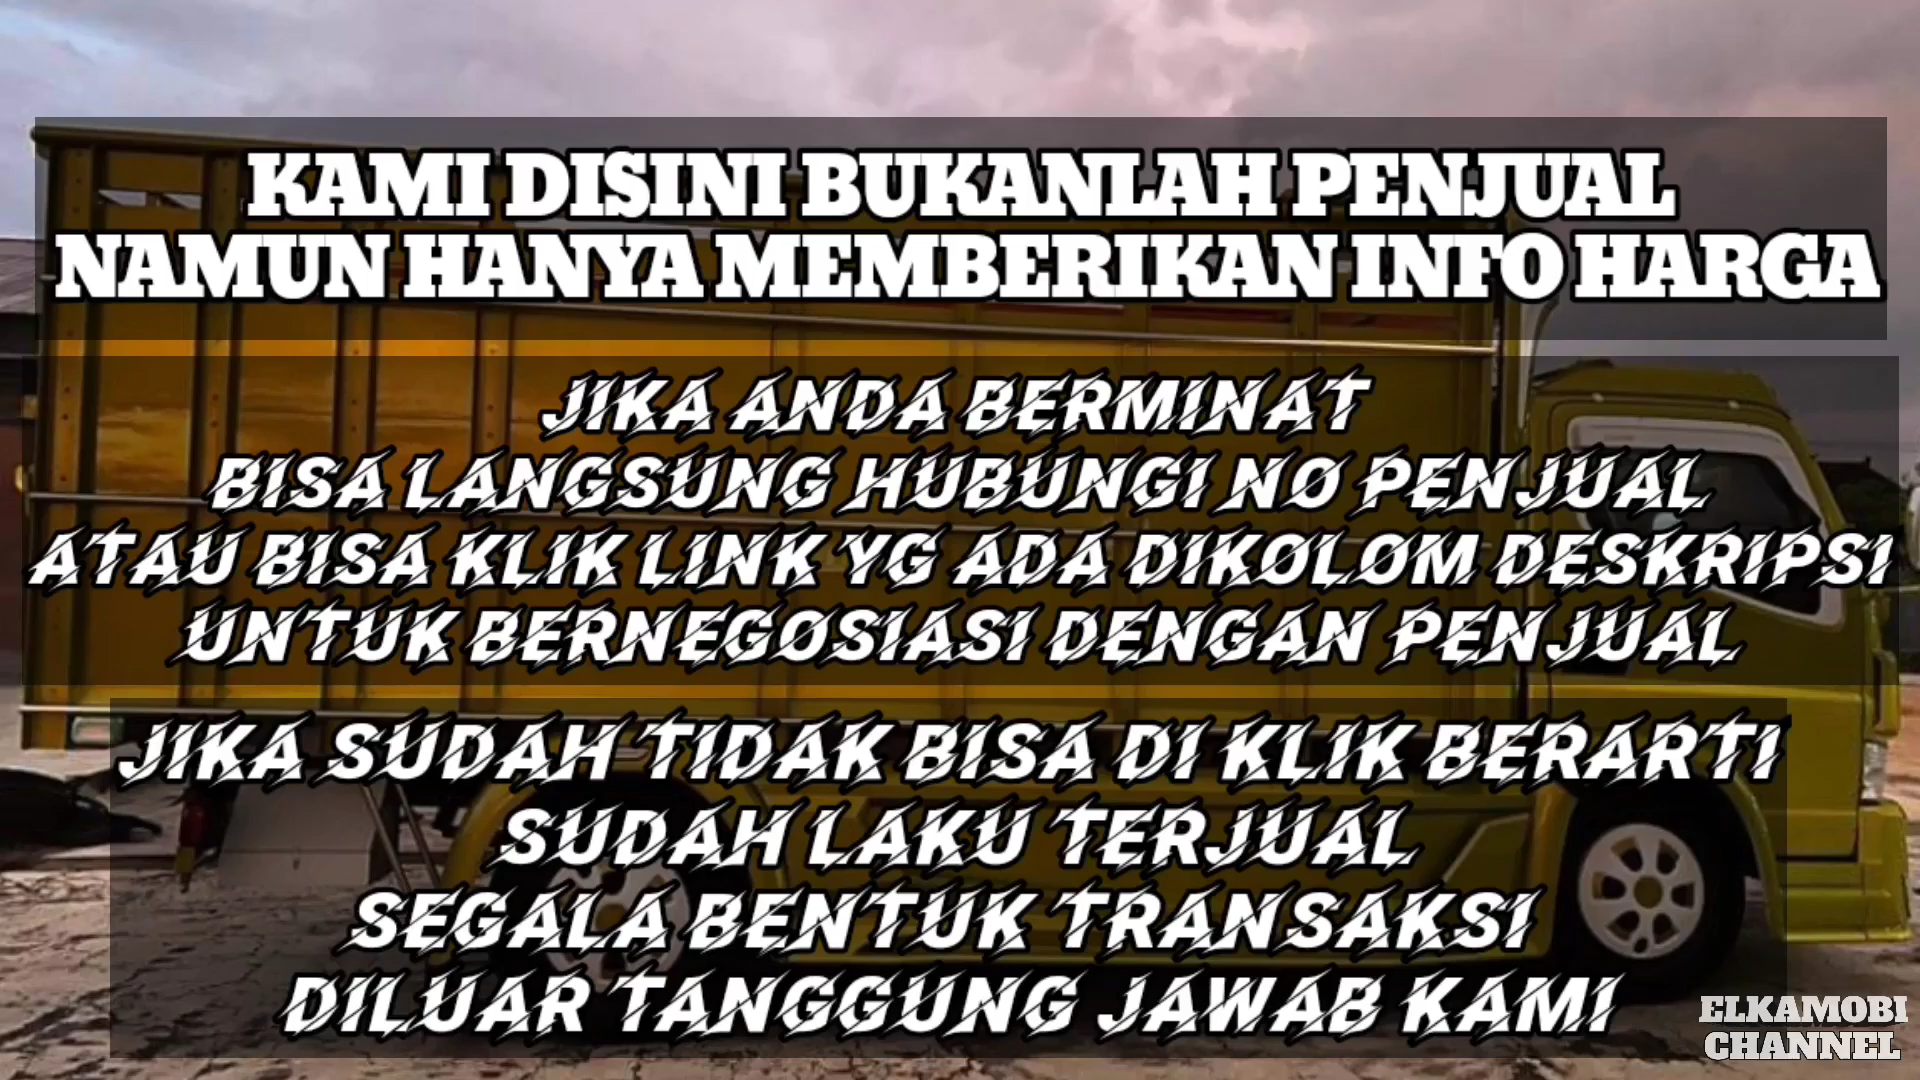 KAMI DISINI BUKANLAH PENJUAL
NAMUN HANYA MEMBERIKAN INFO HARGA
JIKA ANDA BERMINAT
BISA LANGSUNG HUBUNGI NO PENJUAL
ATAU BISA KLIK LINK YG ADA DIKOLOM DESKRIPSI
UNTUK BERNEGOSIASI DENGAN PENJUAL
JIKA SUDAH TIDAK BISA DI KLIK BERARTI
SUDAH LAKU TERJUAL
SEGALA BENTUK TRANSAKSI
DILUAR TANGGUNG JAWAB KAMI
ELKAMOBI
CHANNEL